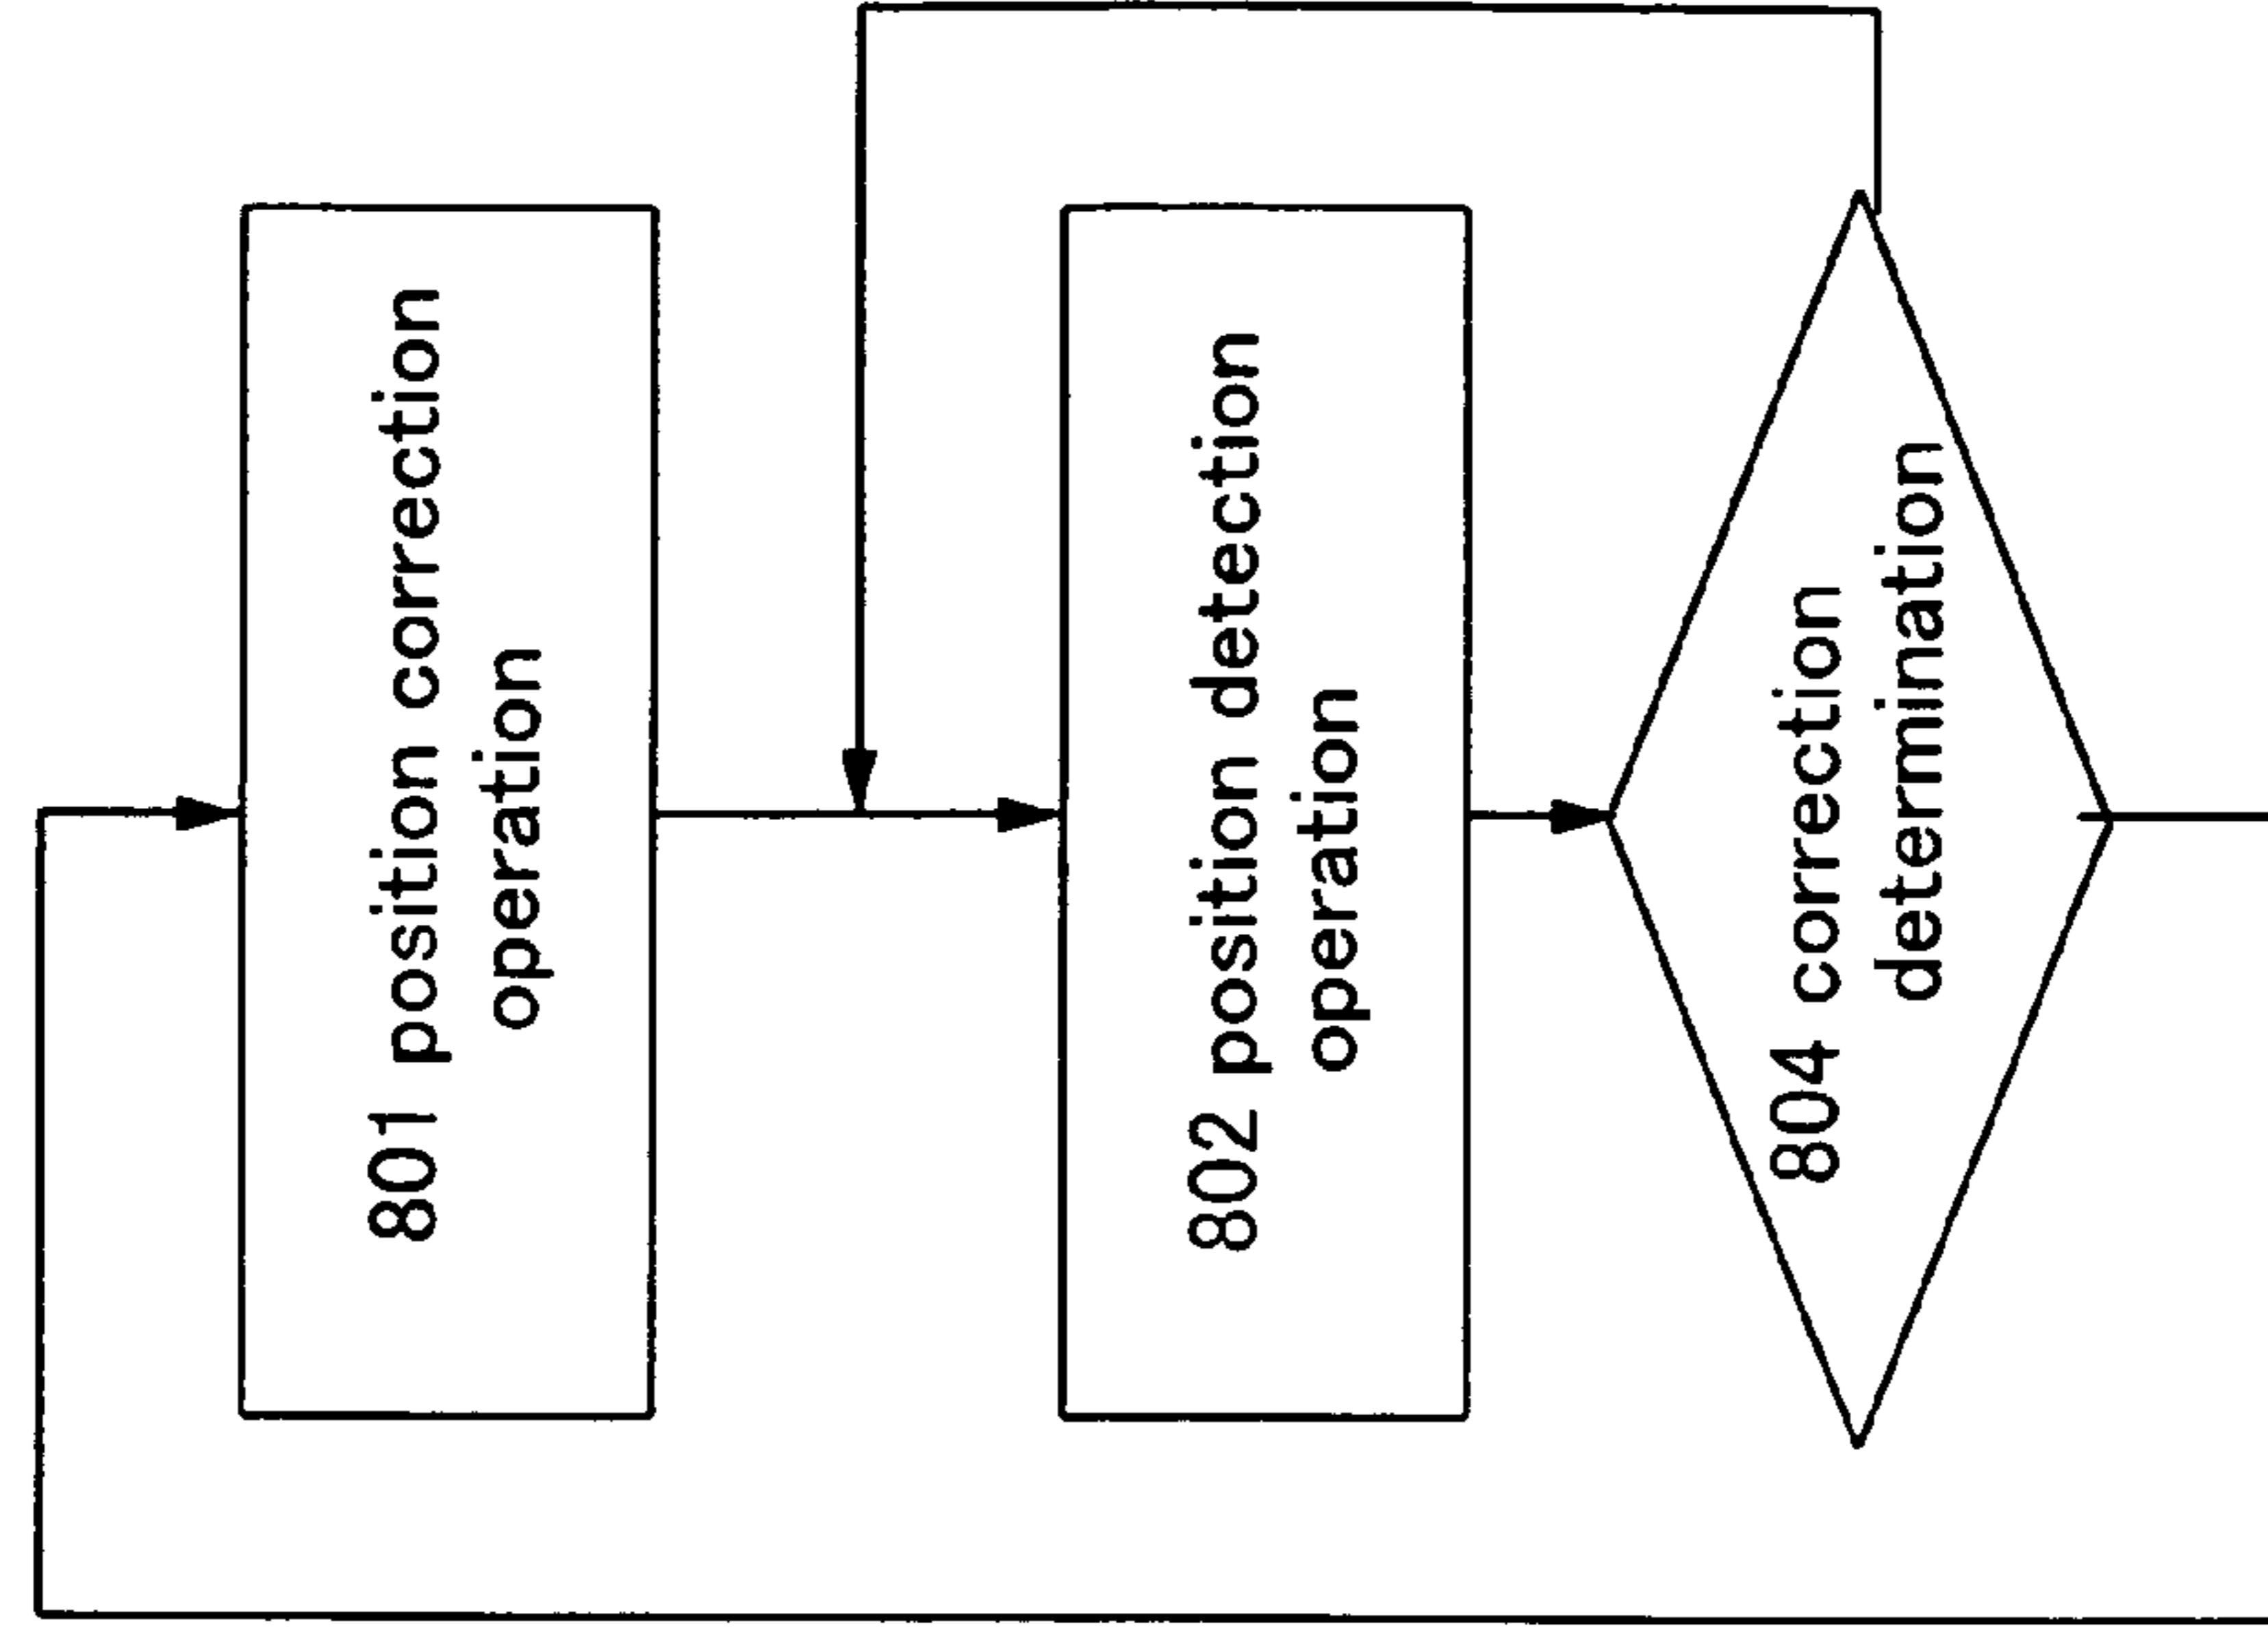 801 position correction
operation
802 position detection
operation
804 correction
determination